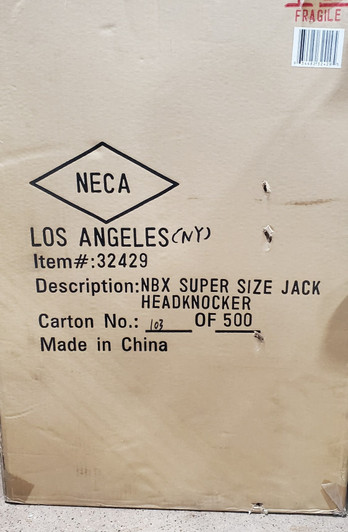 FRAGILE
NECA
LOS ANGELES (NY)
Item#:32429
Description:NBX SUPER SIZE JACK
HEADKNOCKER
Carton No.: 103 OF 500
Made in China